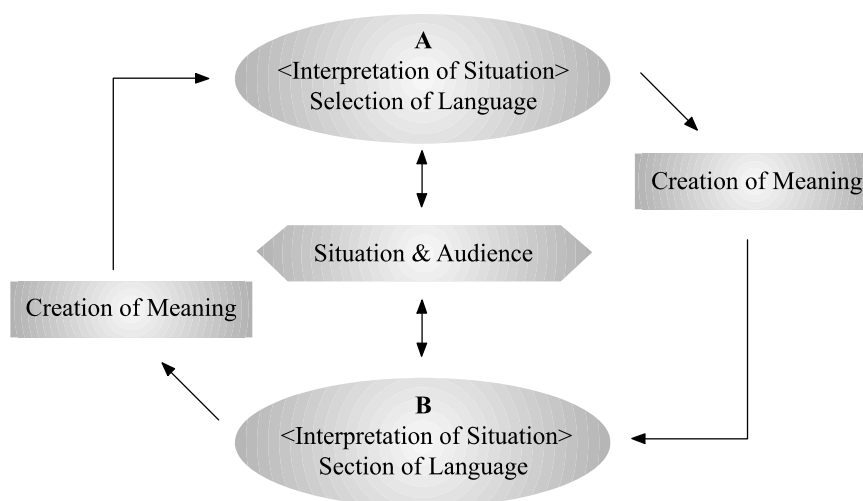 A
<Interpretation of Situation>
Selection of Language
Creation of Meaning
Situation & Audience
Creation of Meaning
B
<Interpretation of Situation>
Section of Language